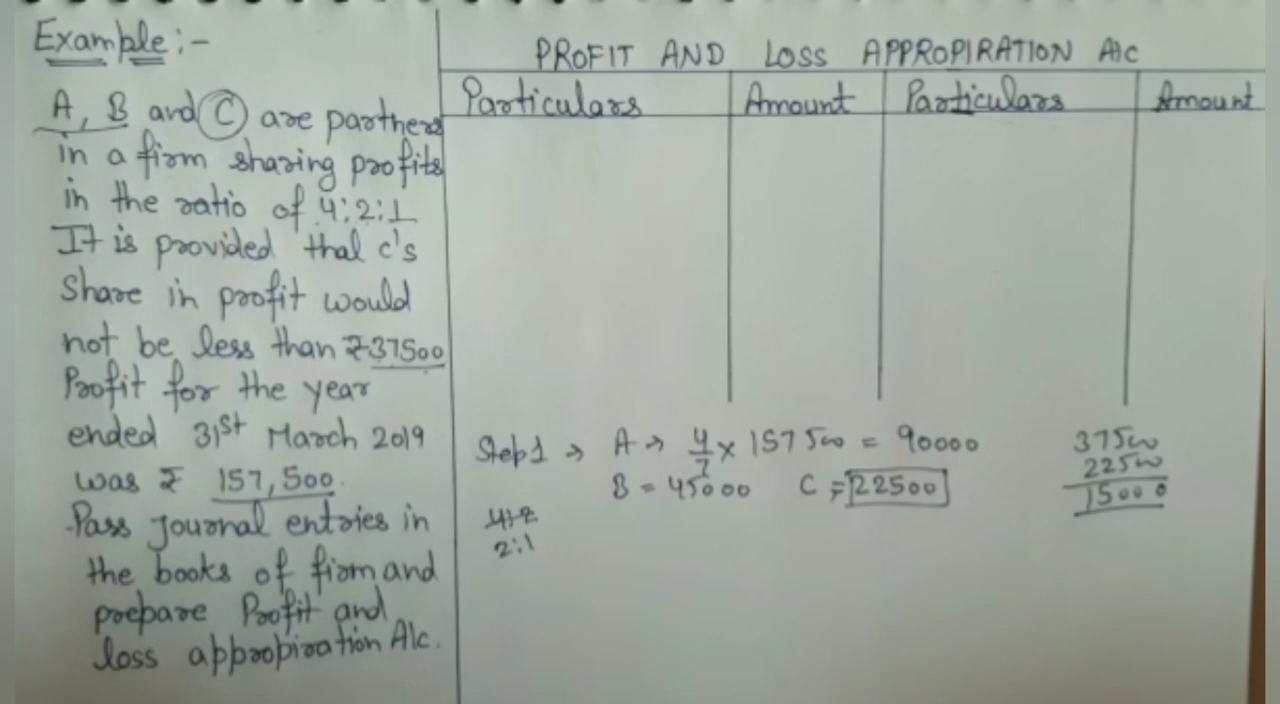 Example:-
A, B and C are partners
in a firm sharing profits
in the ratio of 4:2:1
It is provided that c's
Share in profit would
not be less than ₹37500
Profit for the year
ended 31st March 2019
was ₹ 157,500.
Pass journal entries in
the books of firm and
prepare Profit and
loss appropiration A/c.
PROFIT AND LOSS APPROPIRATION A/C
Particulars Amount Particulars Amount
Step 1 → A → 4/7 × 157500 = 90000
B = 45000 C = 22500
4:2
2:1
37500
22500
15000